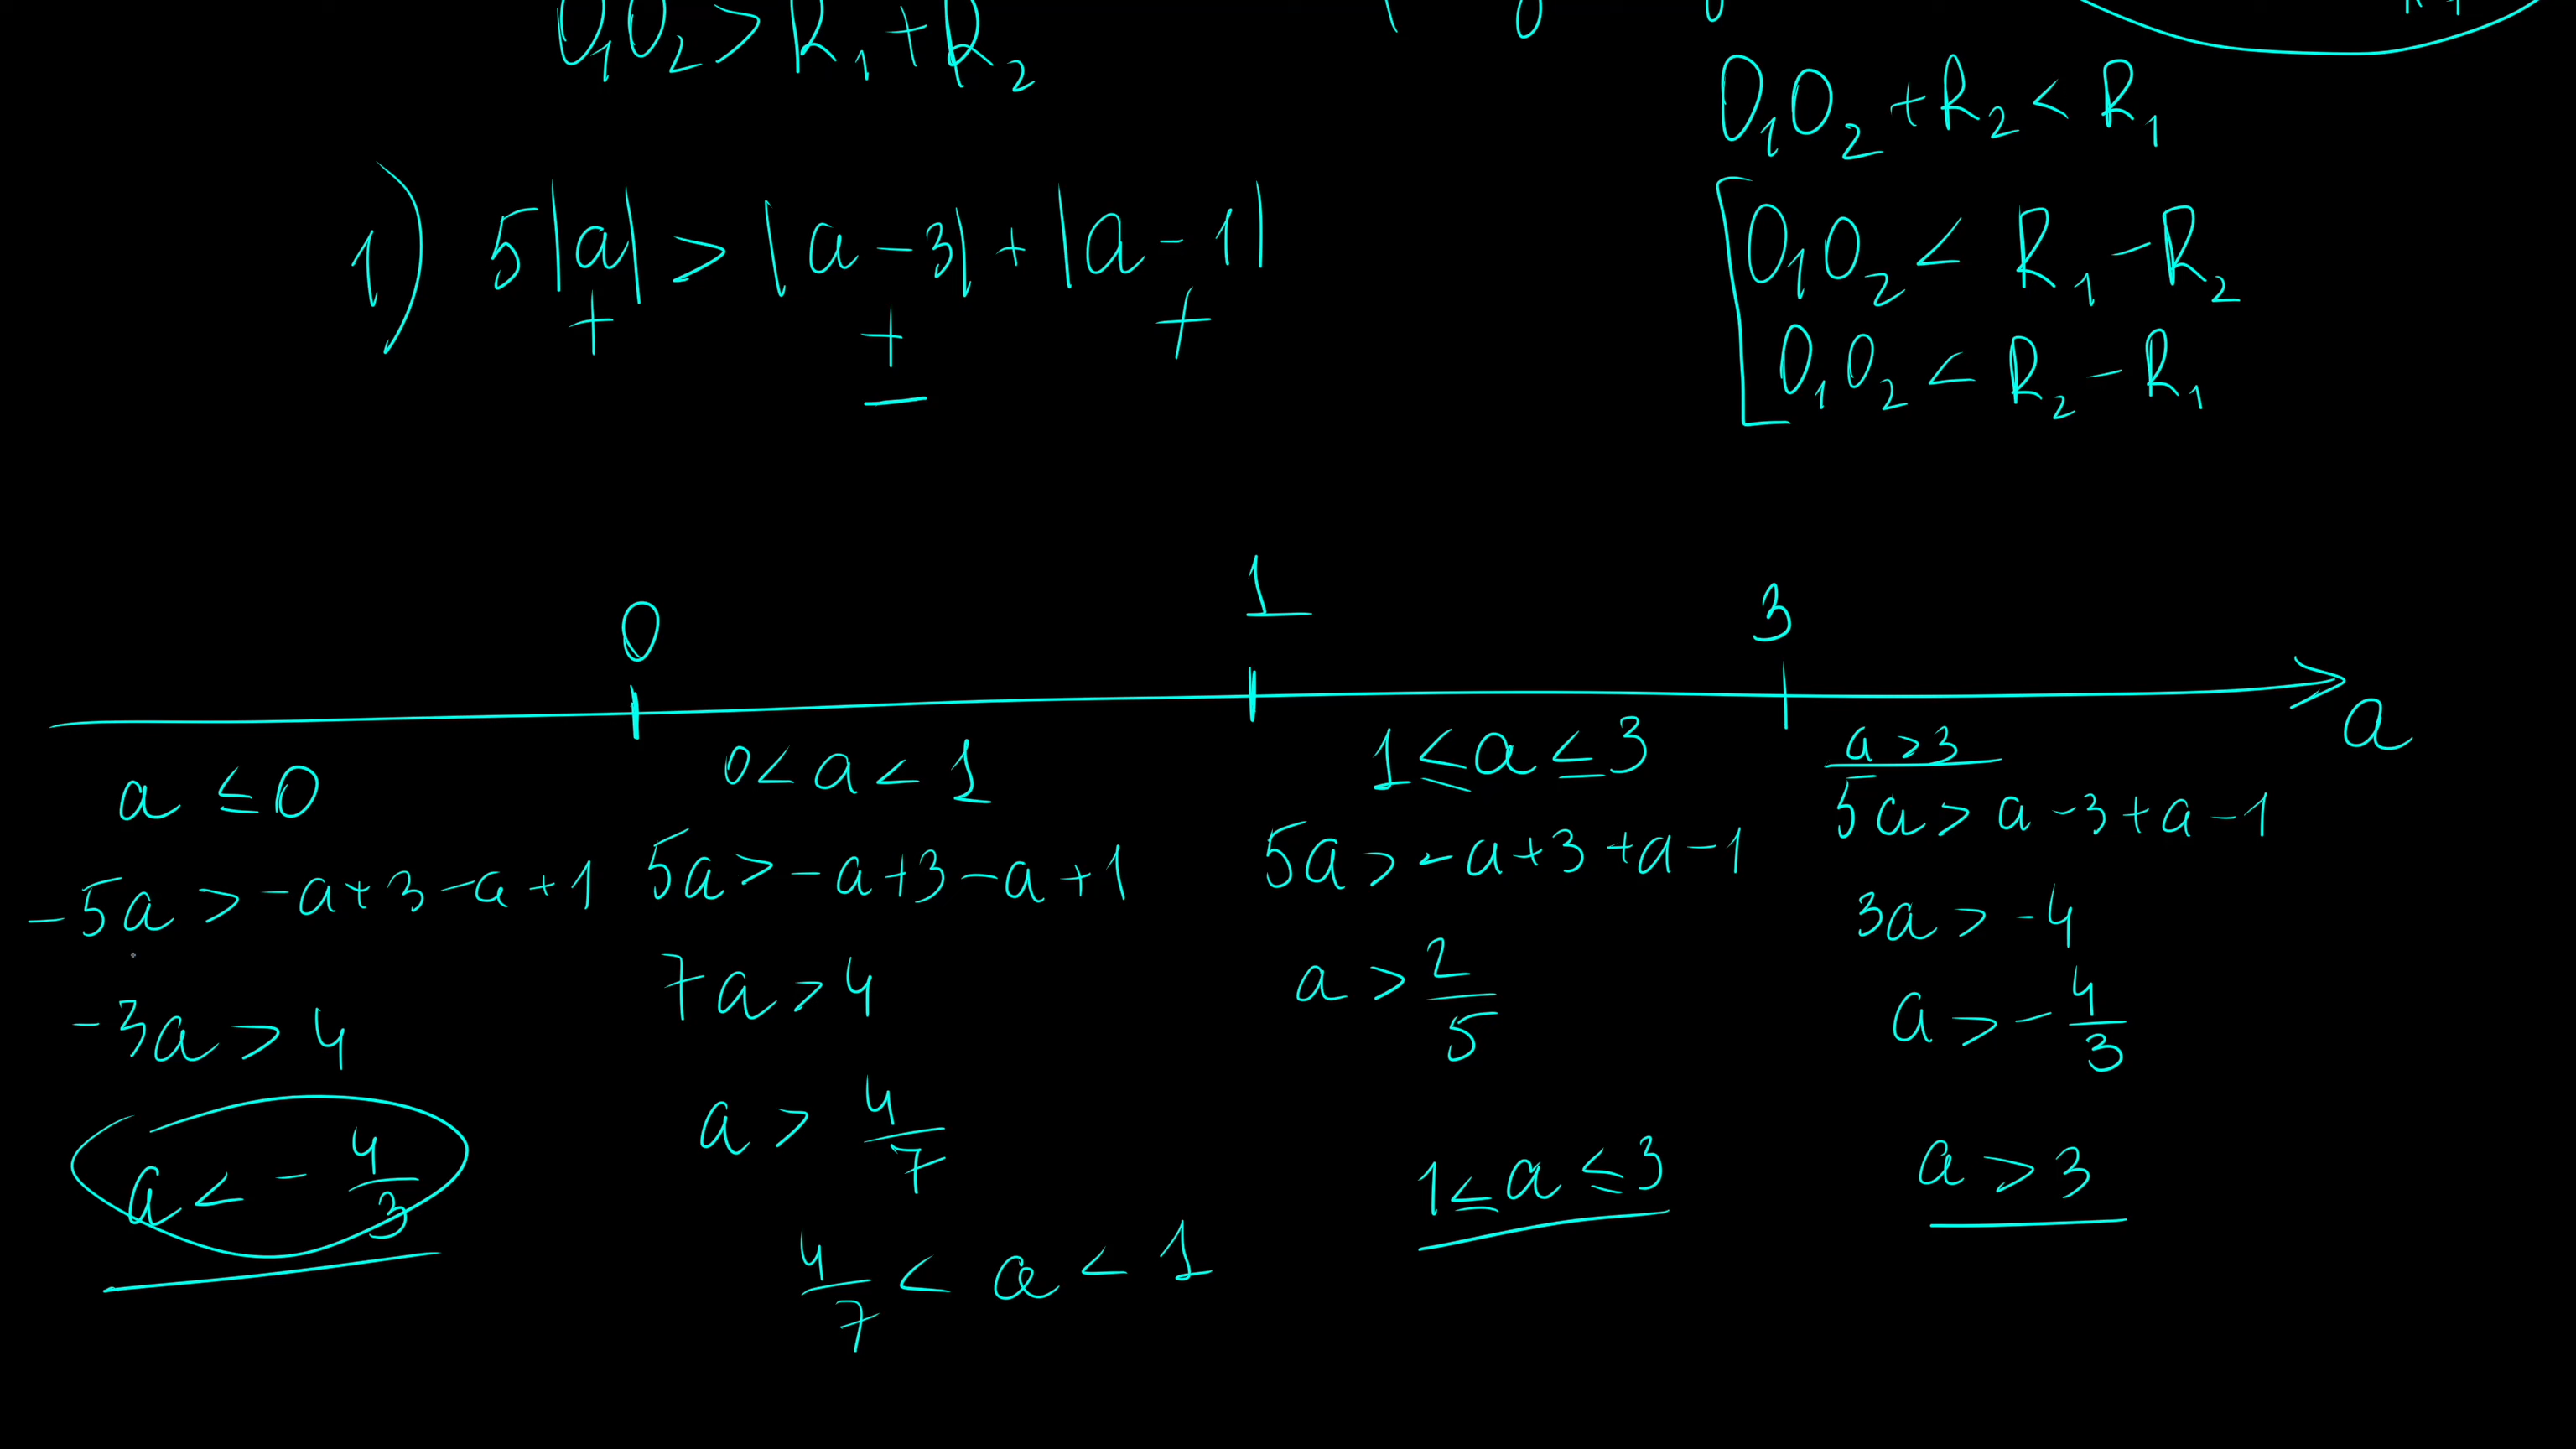 O₁O₂ > R₁ + R₂
O₁O₂ + R₂ < R₁
O₁O₂ < R₁ - R₂
O₁O₂ < R₂ - R₁
1) 5|a| > |a - 3| + |a - 1|
+ + +
-
0 1 3
a
a ≤ 0
-5a > -a + 3 - a + 1
-3a > 4
a < -4/3
0 < a < 1
5a > -a + 3 - a + 1
7a > 4
a > 4/7
4/7 < a < 1
1 ≤ a ≤ 3
5a > -a + 3 + a - 1
a > 2/5
1 ≤ a ≤ 3
a > 3
5a > a - 3 + a - 1
3a > -4
a > -4/3
a > 3